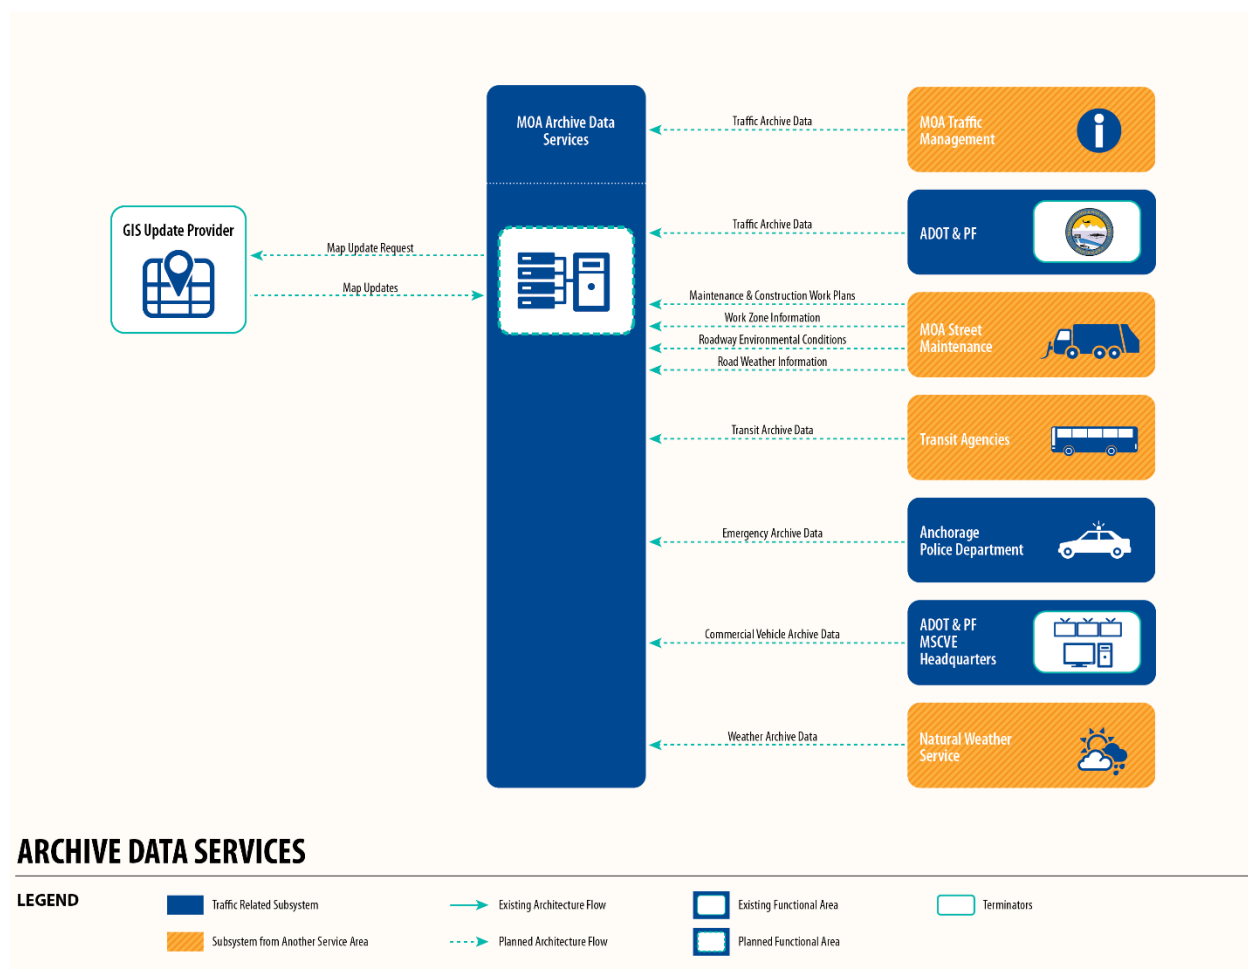 MOA Archive Data
Services
GIS Update Provider
Map Update Request
Map Updates
Traffic Archive Data
MOA Traffic
Management
Traffic Archive Data
ADOT & PF
Maintenance & Construction Work Plans
Work Zone Information
Roadway Environmental Conditions
Road Weather Information
MOA Street
Maintenance
Transit Archive Data
Transit Agencies
Emergency Archive Data
Anchorage
Police Department
Commercial Vehicle Archive Data
ADOT & PF
MSCVE
Headquarters
Weather Archive Data
Natural Weather
Service
ARCHIVE DATA SERVICES
LEGEND
Traffic Related Subsystem
Existing Architecture Flow
Existing Functional Area
Terminators
Subsystem from Another Service Area
Planned Architecture Flow
Planned Functional Area